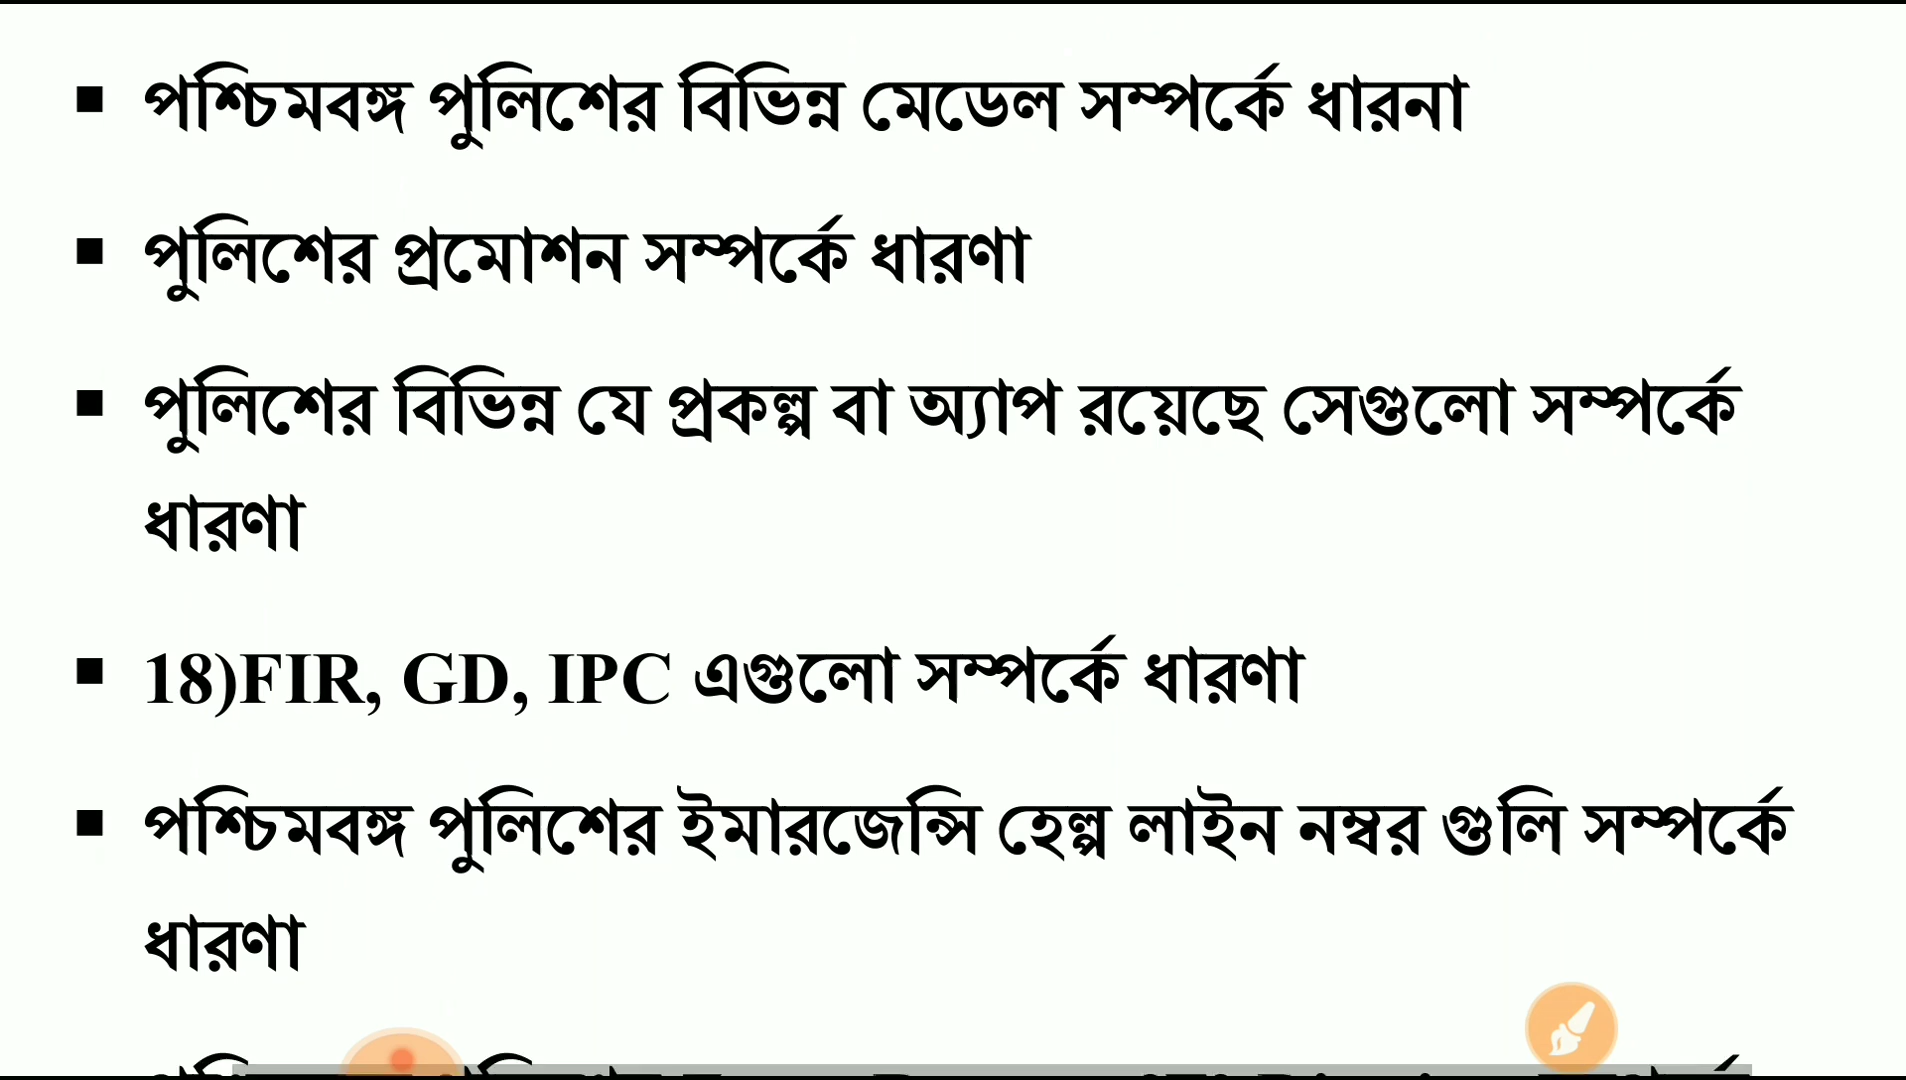 ▪ পশ্চিমবঙ্গ পুলিশের বিভিন্ন মেডেল সম্পর্কে ধারনা
▪ পুলিশের প্রমোশন সম্পর্কে ধারণা
▪ পুলিশের বিভিন্ন যে প্রকল্প বা অ্যাপ রয়েছে সেগুলো সম্পর্কে
ধারণা
▪ 18)FIR, GD, IPC এগুলো সম্পর্কে ধারণা
▪ পশ্চিমবঙ্গ পুলিশের ইমারজেন্সি হেল্প লাইন নম্বর গুলি সম্পর্কে
ধারণা